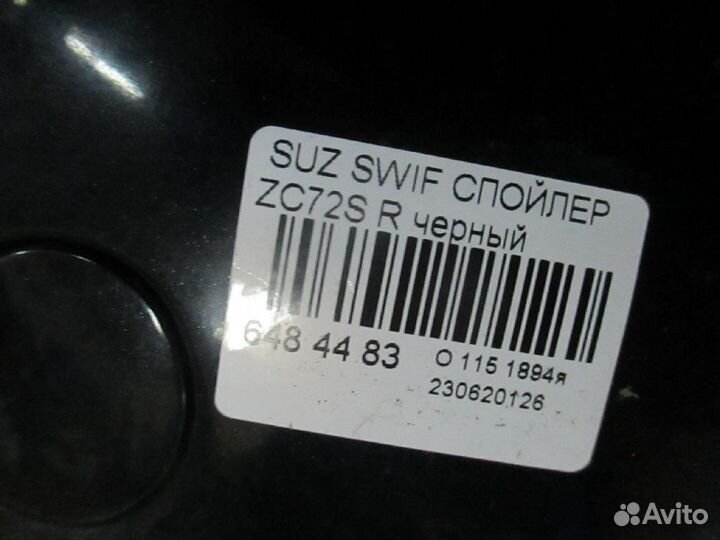 SUZ SWIF СПОЙЛЕР
ZC72S R черный
648 44 83
О 115 1894я
230620126
Avito